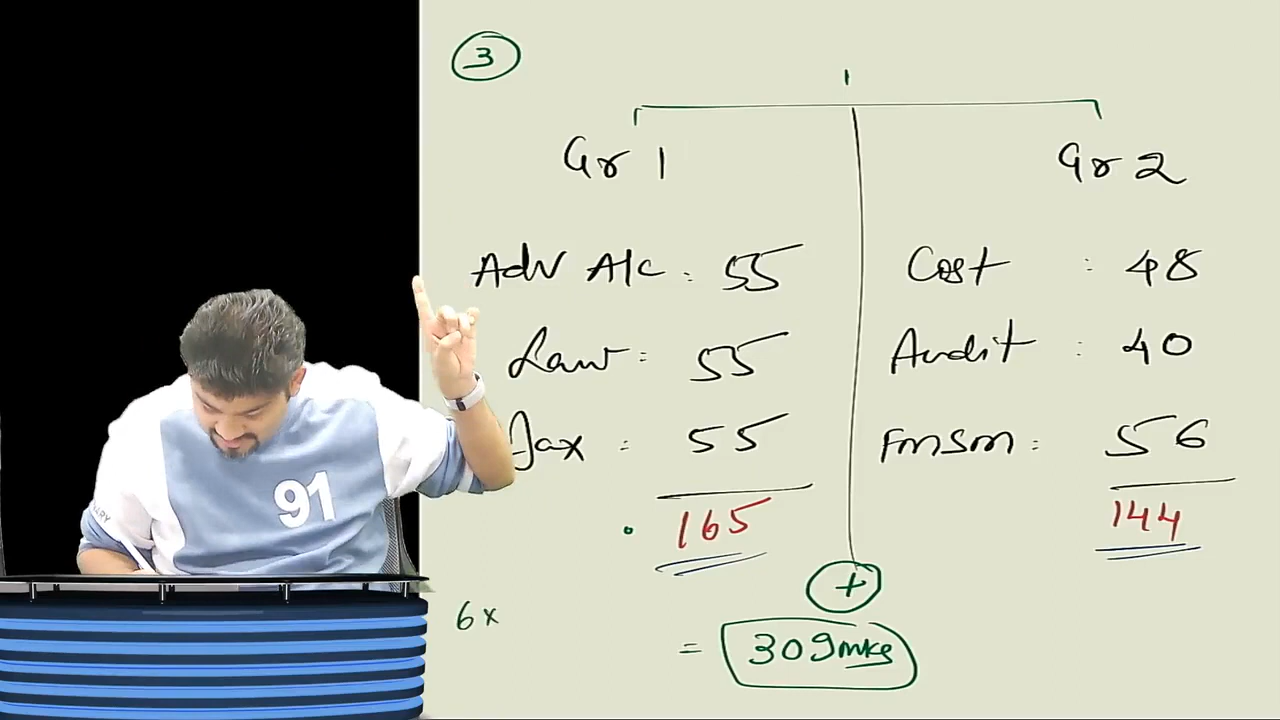 3
Gr 1 Gr 2
Adv A/c : 55 Cost : 48
Law : 55 Audit : 40
Tax : 55 FMSM : 56
165 144
+
6x
= 309mks
91